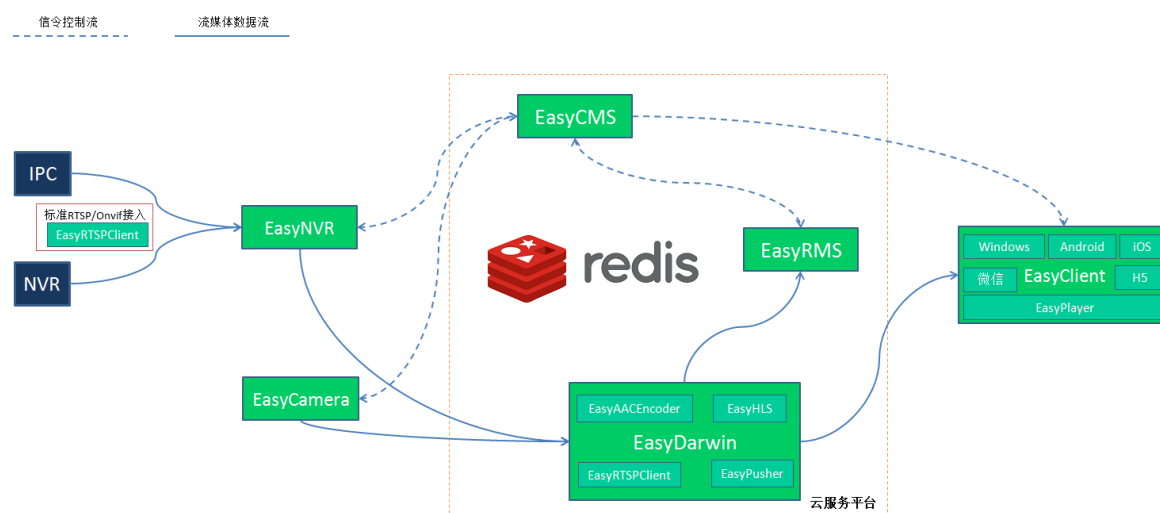 信令控制流
流媒体数据流
EasyCMS
IPC
标准RTSP/Onvif接入
EasyRTSPClient
NVR
EasyNVR
redis
EasyRMS
Windows
Android
iOS
微信
EasyClient
H5
EasyPlayer
EasyCamera
EasyAACEncoder
EasyHLS
EasyDarwin
EasyRTSPClient
EasyPusher
云服务平台